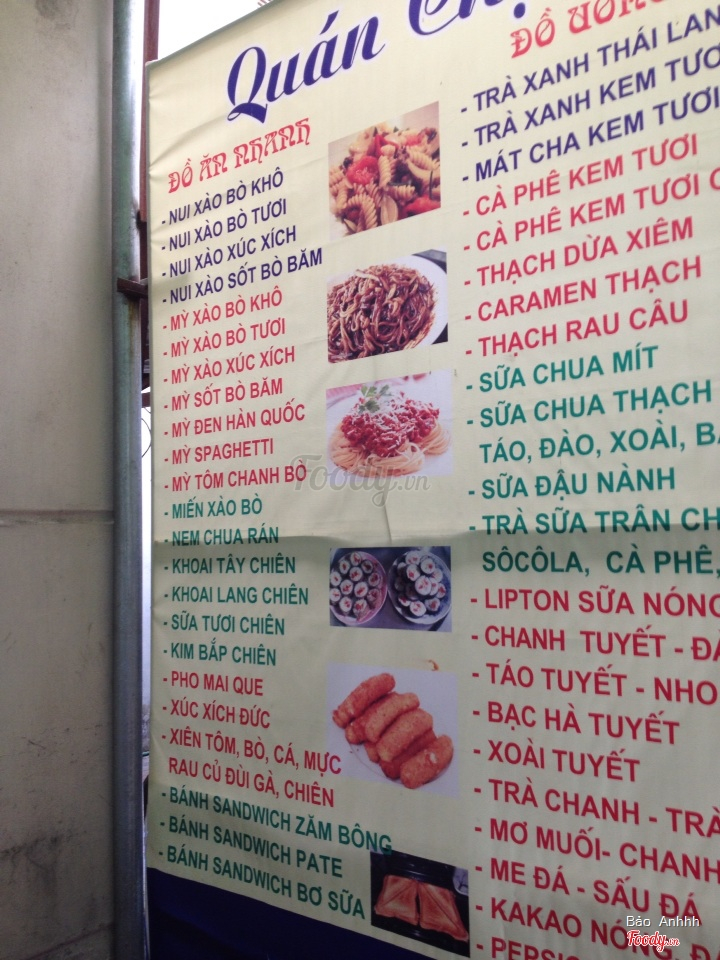 Quán
ĐỒ ĂN NHANH
- NUI XÀO BÒ KHÔ
- NUI XÀO BÒ TƯƠI
- NUI XÀO XÚC XÍCH
- NUI XÀO SỐT BÒ BĂM
- MỲ XÀO BÒ KHÔ
- MỲ XÀO BÒ TƯƠI
- MỲ XÀO XÚC XÍCH
- MỲ SỐT BÒ BĂM
- MỲ ĐEN HÀN QUỐC
- MỲ SPAGHETTI
- MỲ TÔM CHANH BÒ
- MIẾN XÀO BÒ
- NEM CHUA RÁN
- KHOAI TÂY CHIÊN
- KHOAI LANG CHIÊN
- SỮA TƯƠI CHIÊN
- KIM BẮP CHIÊN
- PHO MAI QUE
- XÚC XÍCH ĐỨC
- XIÊN TÔM, BÒ, CÁ, MỰC
RAU CỦ ĐÙI GÀ, CHIÊN
- BÁNH SANDWICH ZĂM BÔNG
- BÁNH SANDWICH PATE
- BÁNH SANDWICH BƠ SỮA
ĐỒ UỐNG
- TRÀ XANH THÁI LAN
- TRÀ XANH KEM TƯƠI
- MÁT CHA KEM TƯƠI
- CÀ PHÊ KEM TƯƠI
- CÀ PHÊ KEM TƯƠI
- THẠCH DỪA XIÊM
- CARAMEN THẠCH
- THẠCH RAU CÂU
- SỮA CHUA MÍT
- SỮA CHUA THẠCH
TÁO, ĐÀO, XOÀI,
- SỮA ĐẬU NÀNH
- TRÀ SỮA TRÂN
SÔCÔLA, CÀ PHÊ,
- LIPTON SỮA NÓNG
- CHANH TUYẾT -
- TÁO TUYẾT - NHO
- BẠC HÀ TUYẾT
- XOÀI TUYẾT
- TRÀ CHANH - TRÀ
- MƠ MUỐI- CHANH
- ME ĐÁ - SẤU ĐÁ
- KAKAO NÓNG,
Foody.vn
Bảo Anhhh
Foody.vn